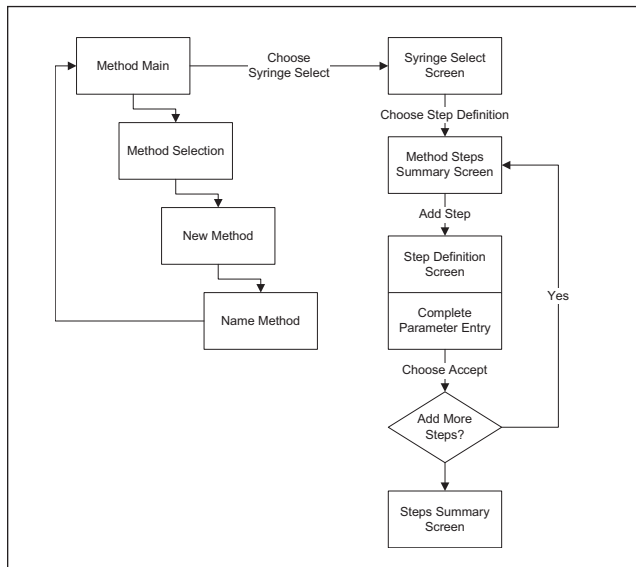 Method Main
Choose
Syringe Select
Syringe Select
Screen
Choose Step Definition
Method Selection
Method Steps
Summary Screen
Add Step
New Method
Step Definition
Screen
Yes
Name Method
Complete
Parameter Entry
Choose Accept
Add More
Steps?
Steps Summary
Screen